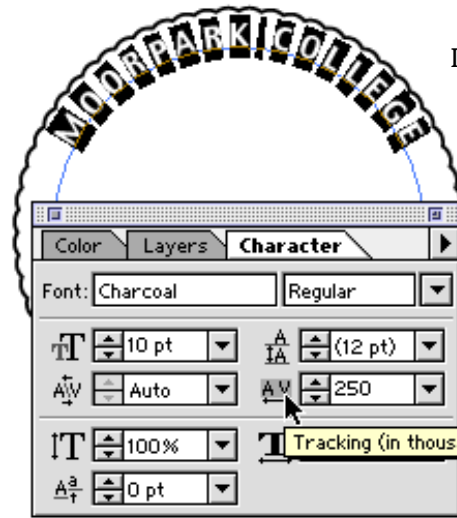 MOORPARK COLLEGE
Color Layers Character
Font: Charcoal Regular
10 pt (12 pt)
Auto 250
100%
Tracking (in thous
0 pt